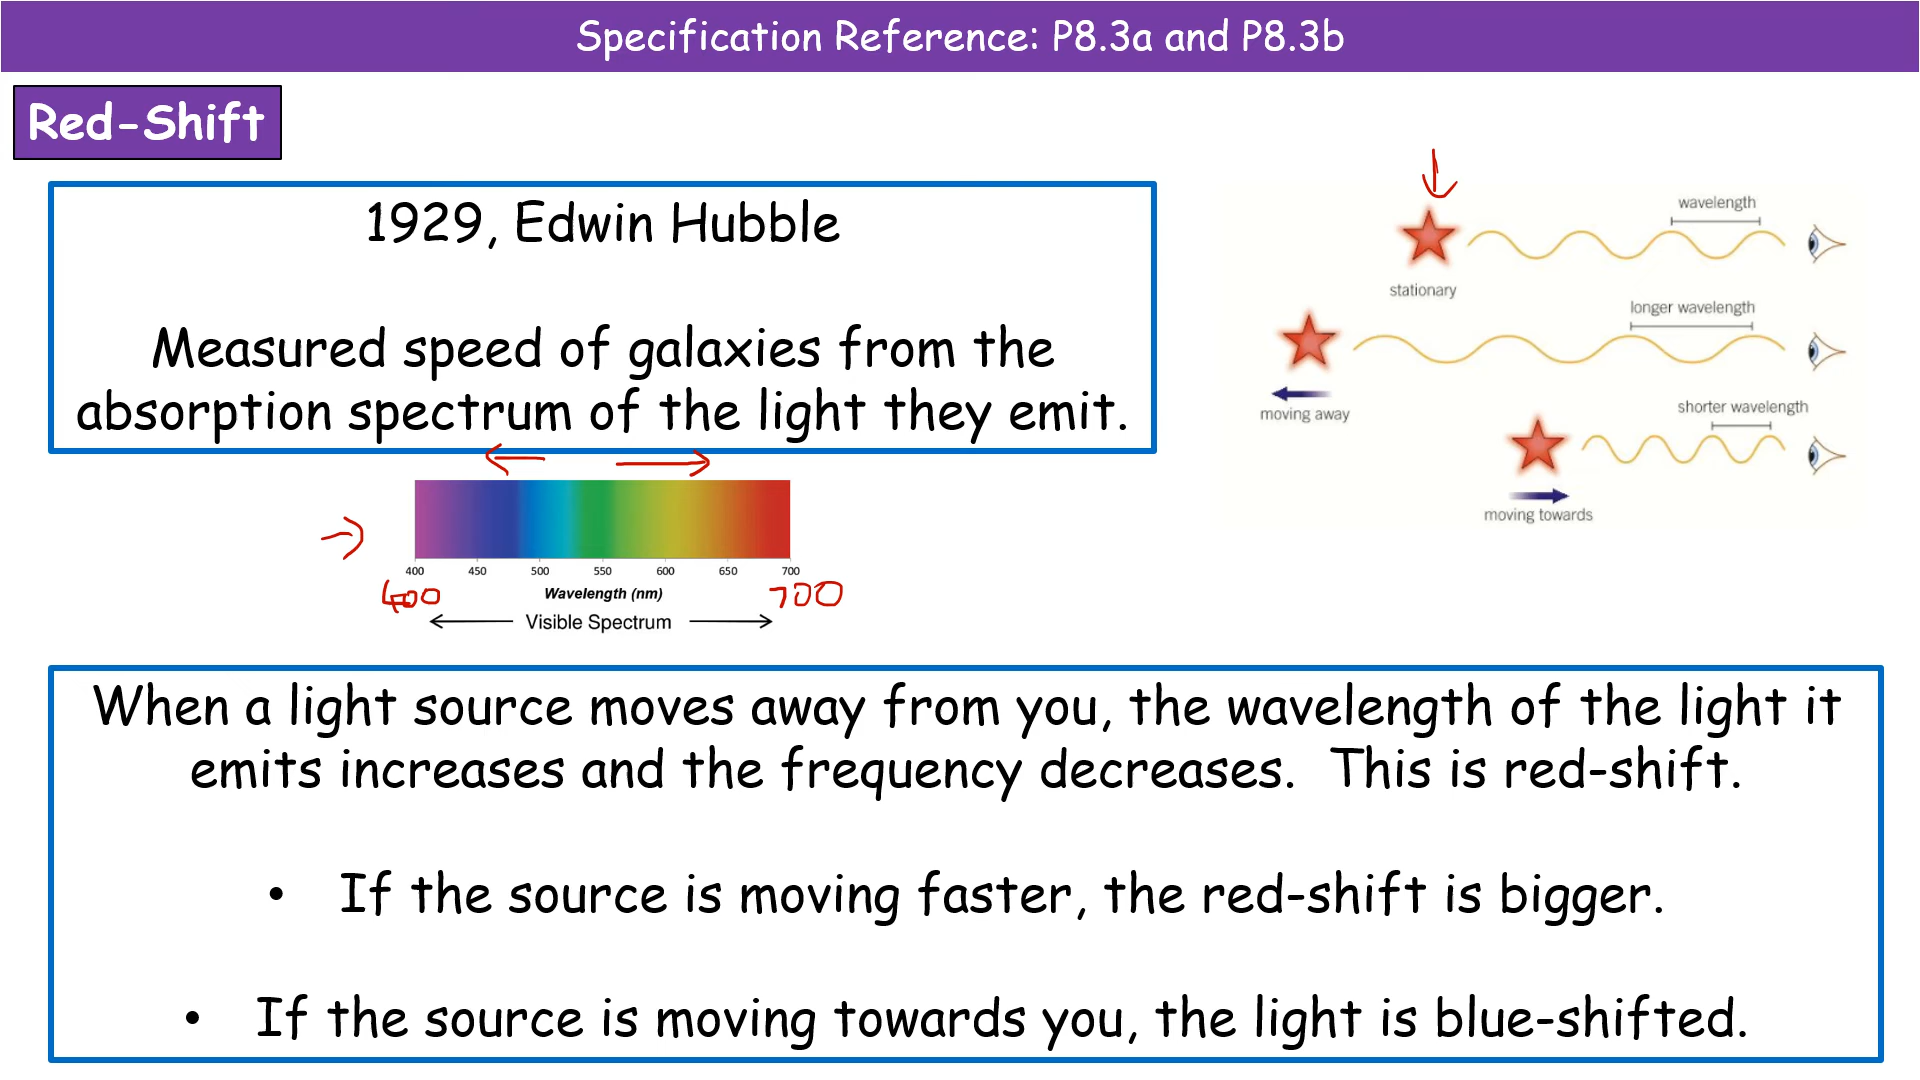 Specification Reference: P8.3a and P8.3b
Red-Shift
1929, Edwin Hubble
Measured speed of galaxies from the
absorption spectrum of the light they emit.
wavelength
stationary
longer wavelength
moving away
shorter wavelength
moving towards
400 450 500 550 600 650 700
400 700
Wavelength (nm)
Visible Spectrum
When a light source moves away from you, the wavelength of the light it
emits increases and the frequency decreases. This is red-shift.
• If the source is moving faster, the red-shift is bigger.
• If the source is moving towards you, the light is blue-shifted.